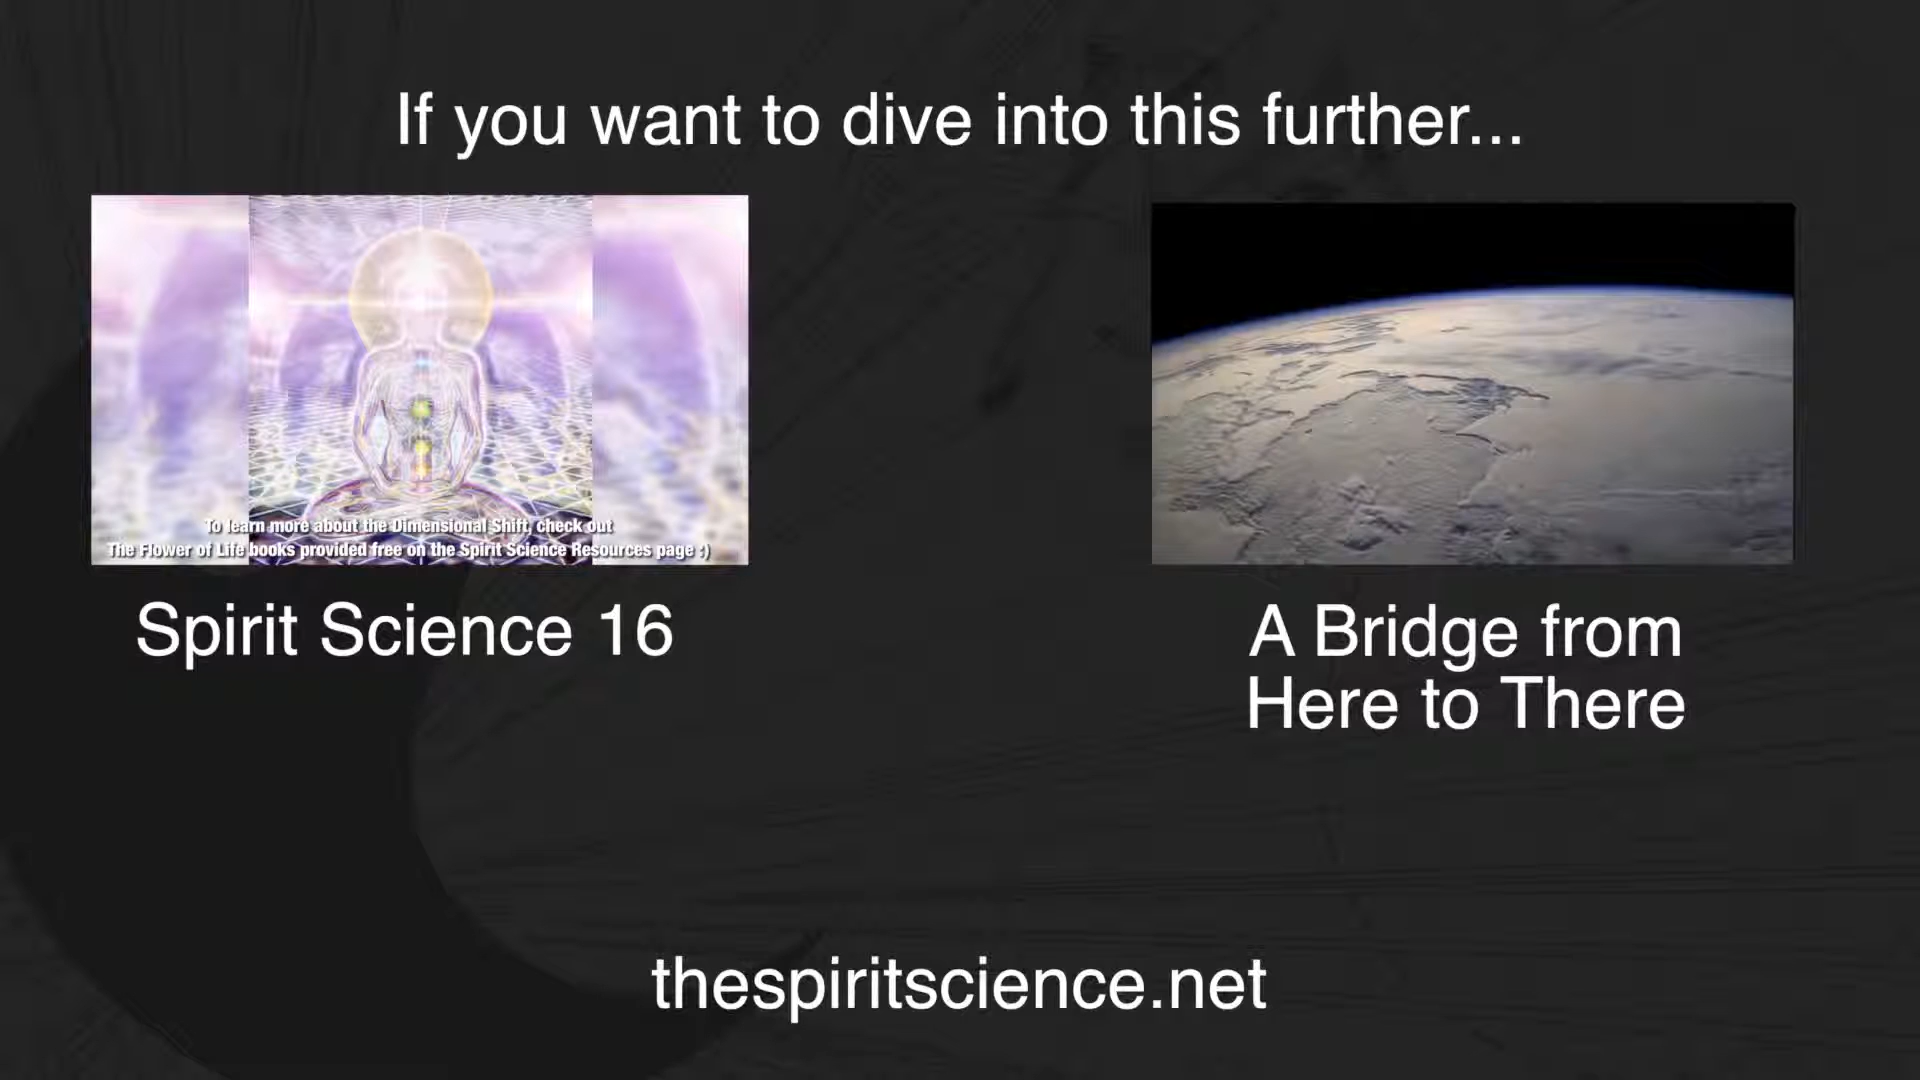 If you want to dive into this further...
To learn more about the Dimensional Shift, check out
The Flower of Life books provided free on the Spirit Science Resources page :)
Spirit Science 16
A Bridge from
Here to There
thespiritscience.net